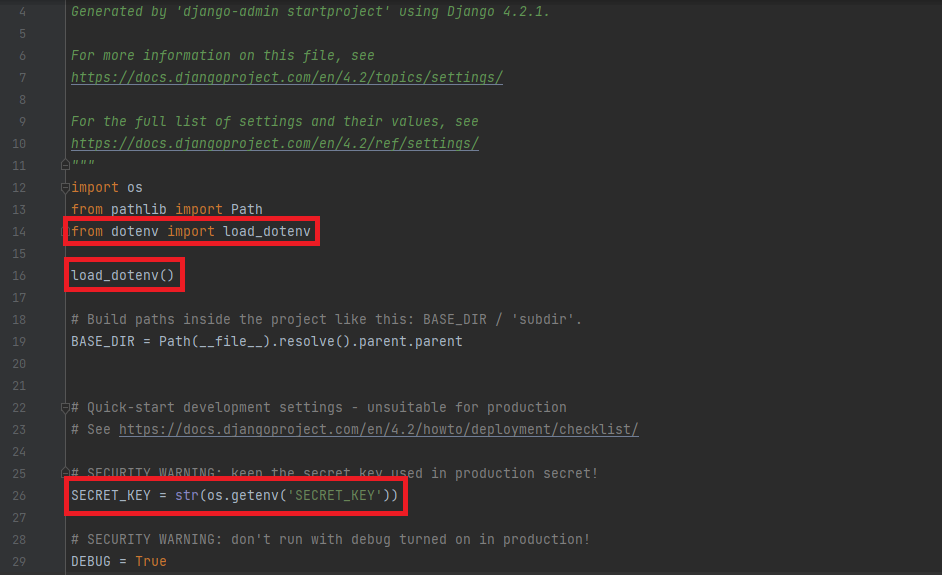 4 Generated by 'django-admin startproject' using Django 4.2.1.
5
6 For more information on this file, see
7 https://docs.djangoproject.com/en/4.2/topics/settings/
8
9 For the full list of settings and their values, see
10 https://docs.djangoproject.com/en/4.2/ref/settings/
11 """
12 import os
13 from pathlib import Path
14 from dotenv import load_dotenv
15
16 load_dotenv()
17
18 # Build paths inside the project like this: BASE_DIR / 'subdir'.
19 BASE_DIR = Path(__file__).resolve().parent.parent
20
21
22 # Quick-start development settings - unsuitable for production
23 # See https://docs.djangoproject.com/en/4.2/howto/deployment/checklist/
24
25 # SECURITY WARNING: keep the secret key used in production secret!
26 SECRET_KEY = str(os.getenv('SECRET_KEY'))
27
28 # SECURITY WARNING: don't run with debug turned on in production!
29 DEBUG = True